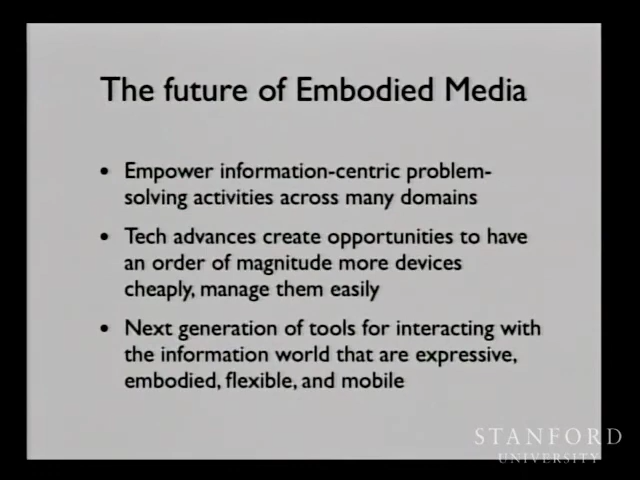 The future of Embodied Media
• Empower information-centric problem-
solving activities across many domains
• Tech advances create opportunities to have
an order of magnitude more devices
cheaply, manage them easily
• Next generation of tools for interacting with
the information world that are expressive,
embodied, flexible, and mobile
STANFORD
UNIVERSITY